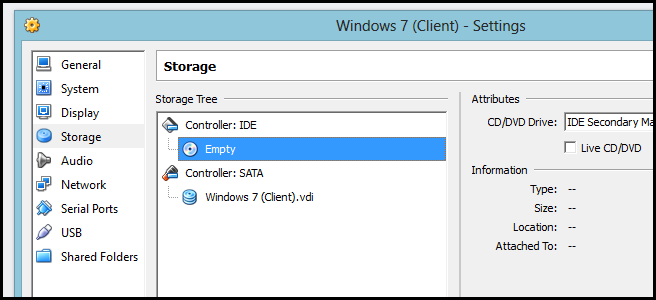 Windows 7 (Client) - Settings
General
System
Display
Storage
Audio
Network
Serial Ports
USB
Shared Folders
Storage
Storage Tree
Controller: IDE
Empty
Controller: SATA
Windows 7 (Client).vdi
Attributes
CD/DVD Drive: IDE Secondary Ma
Live CD/DVD
Information
Type: --
Size: --
Location: --
Attached To: --